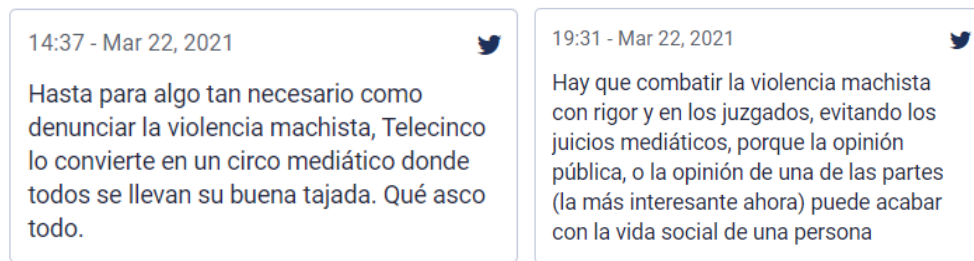 14:37 - Mar 22, 2021
Hasta para algo tan necesario como
denunciar la violencia machista, Telecinco
lo convierte en un circo mediático donde
todos se llevan su buena tajada. Qué asco
todo.
19:31 - Mar 22, 2021
Hay que combatir la violencia machista
con rigor y en los juzgados, evitando los
juicios mediáticos, porque la opinión
pública, o la opinión de una de las partes
(la más interesante ahora) puede acabar
con la vida social de una persona